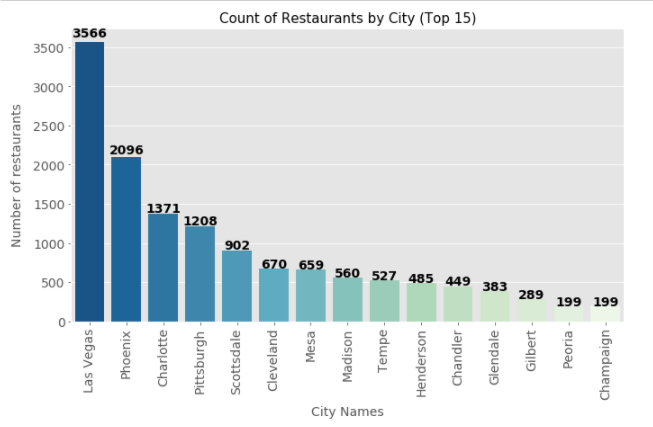 Count of Restaurants by City (Top 15)
Number of restaurants
3500
3000
2500
2000
1500
1000
500
0
3566
2096
1371
1208
902
670
659
560
527
485
449
383
289
199
199
Las Vegas
Phoenix
Charlotte
Pittsburgh
Scottsdale
Cleveland
Mesa
Madison
Tempe
Henderson
Chandler
Glendale
Gilbert
Peoria
Champaign
City Names